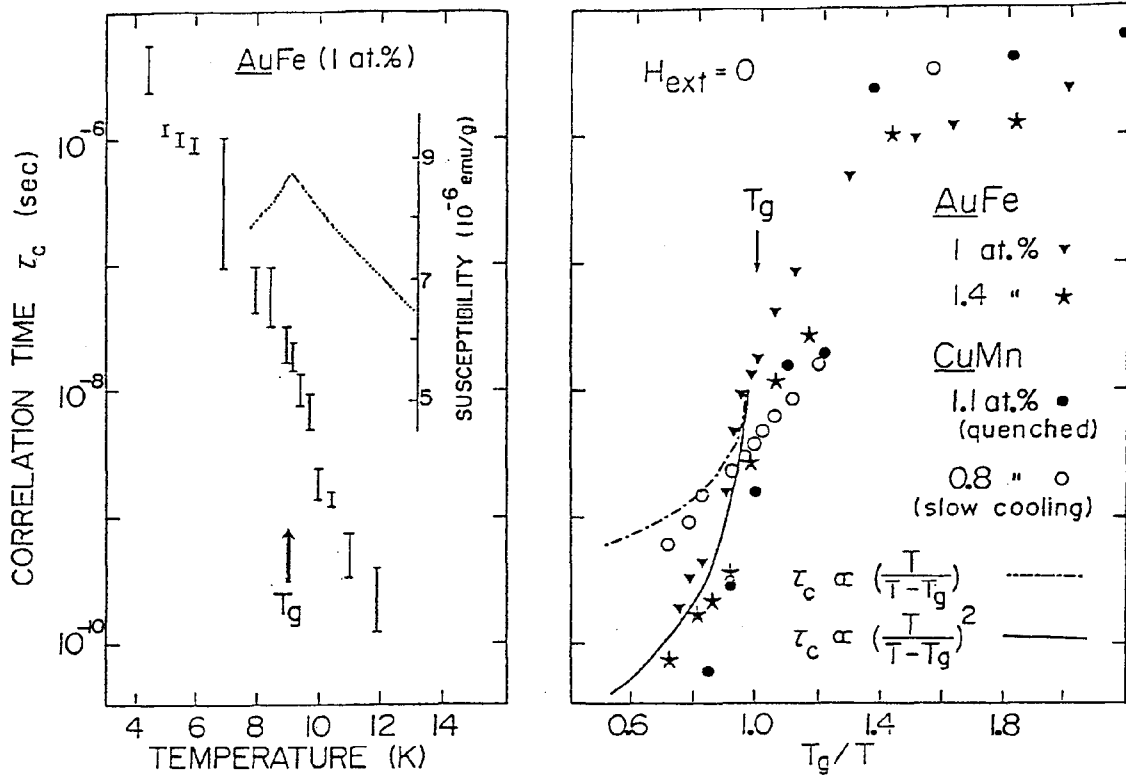 AuFe (1 at.%)
CORRELATION TIME τc (sec)
10⁻⁶
10⁻⁸
10⁻¹⁰
9
7
5
SUSCEPTIBILITY (10⁻⁶ emu/g)
Tg
4 6 8 10 12 14
TEMPERATURE (K)
Hext = 0
Tg
AuFe
1 at.%
1.4 "
CuMn
1.1 at.%
(quenched)
0.8 "
(slow cooling)
τc ∝ (T/(T-Tg))
τc ∝ (T/(T-Tg))²
0.6 1.0 1.4 1.8
Tg/T